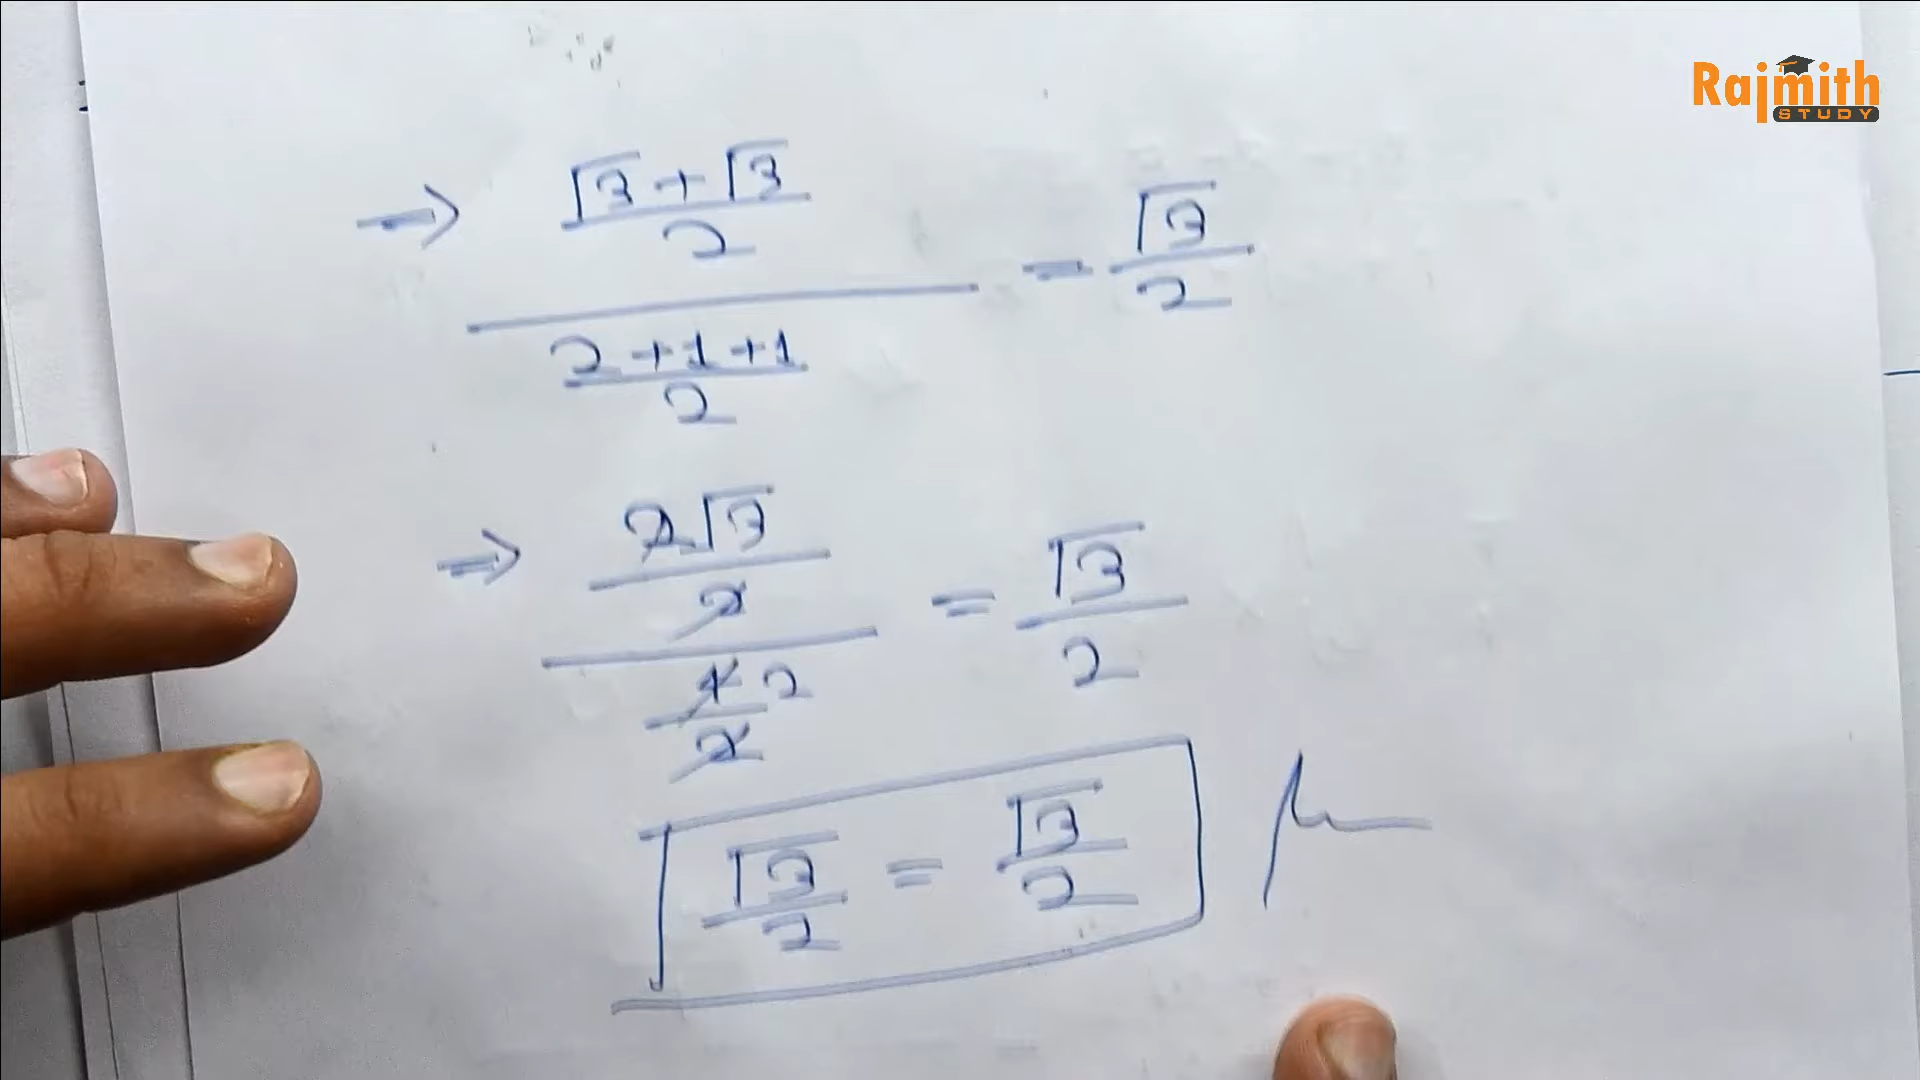 Rajmith
STUDY
⇒ (√3 + √3)/2 / (2+1+1)/2 = √3/2
⇒ (2√3)/2 / (4/2) 2 = √3/2
√3/2 = √3/2